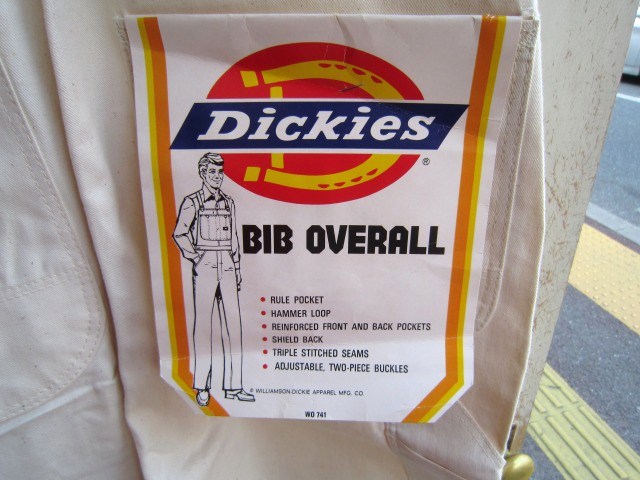 Dickies
®
BIB OVERALL
• RULE POCKET
• HAMMER LOOP
• REINFORCED FRONT AND BACK POCKETS
• SHIELD BACK
• TRIPLE STITCHED SEAMS
• ADJUSTABLE, TWO-PIECE BUCKLES
© WILLIAMSON-DICKIE APPAREL MFG. CO.
WO 741